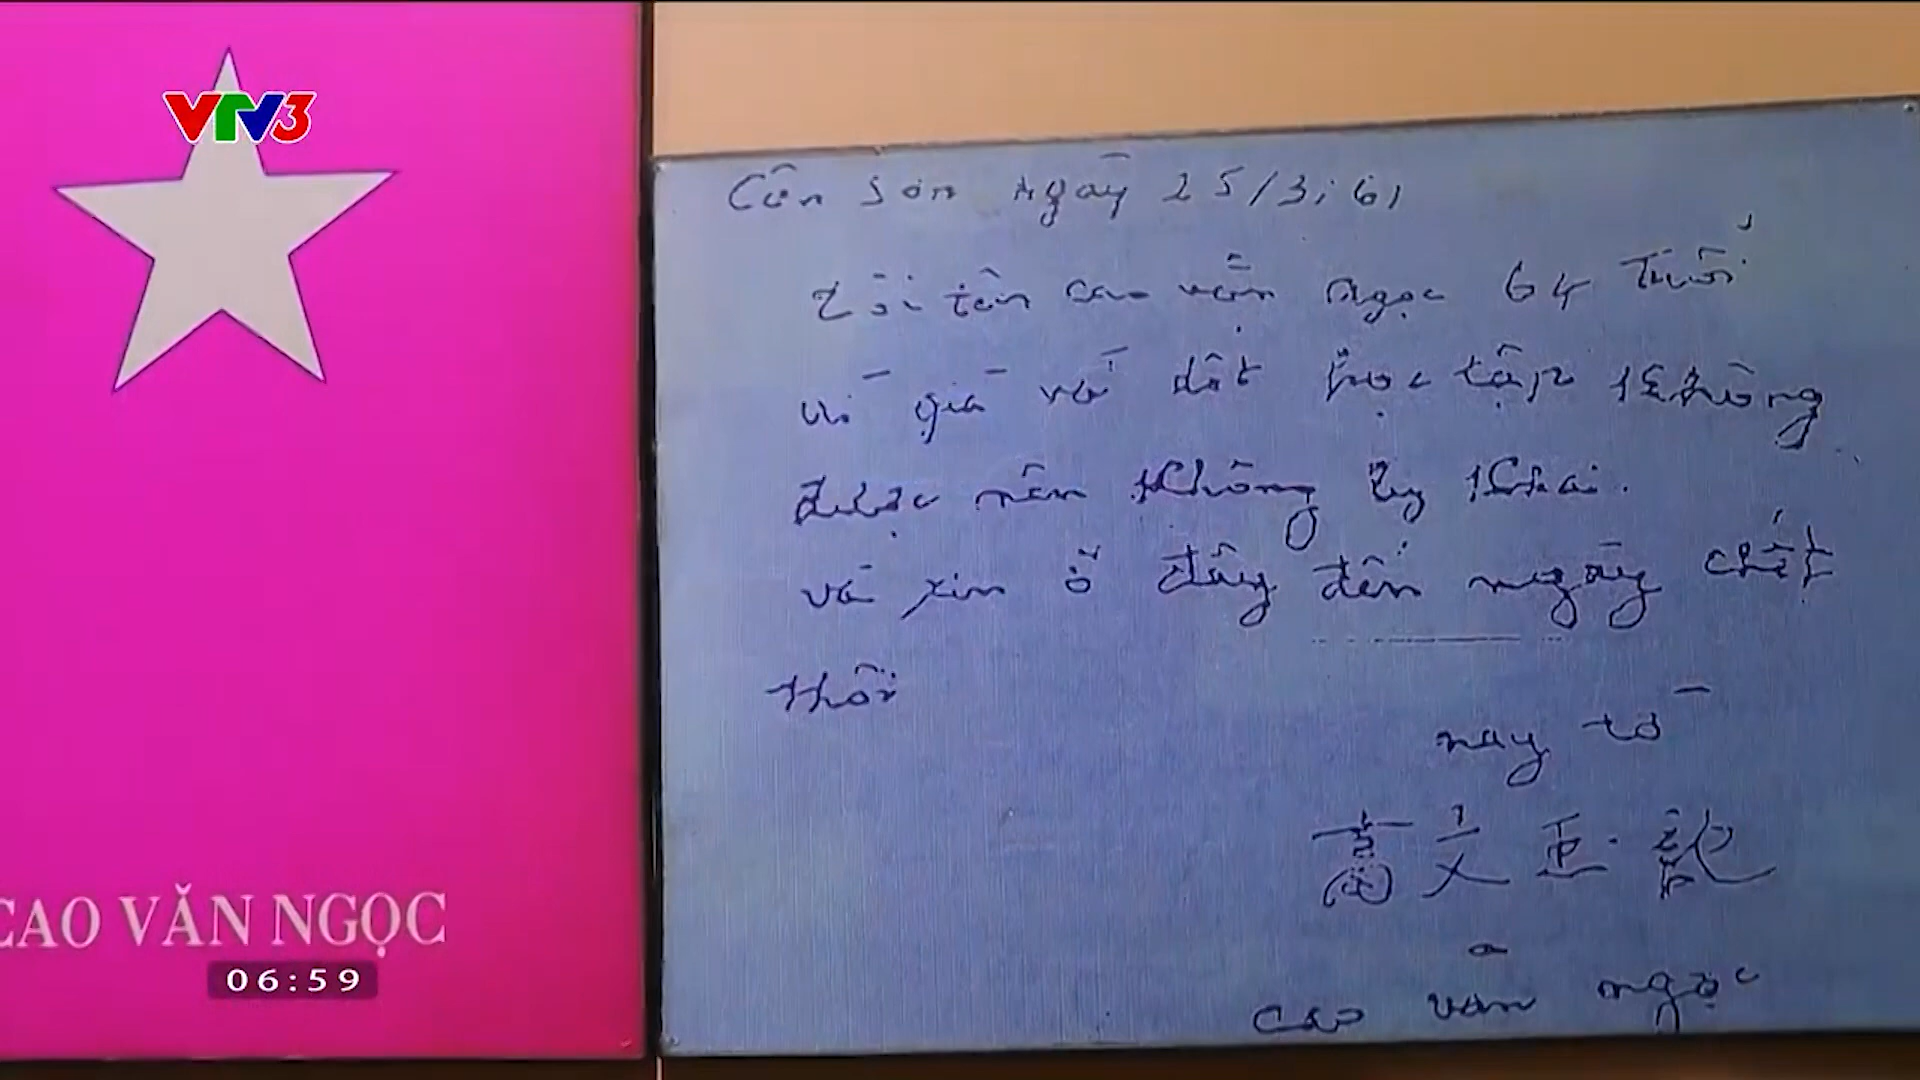 VTV3
CAO VĂN NGỌC
06:59
Côn Sơn ngày 25/3/61
Tôi tên cao văn Ngọc 64 Tuổi
vì già và dốt học tập không
được nên không ly khai.
và xin ở đây đến ngày chết
thôi
nay tờ
高文玉 記
cao văn ngọc